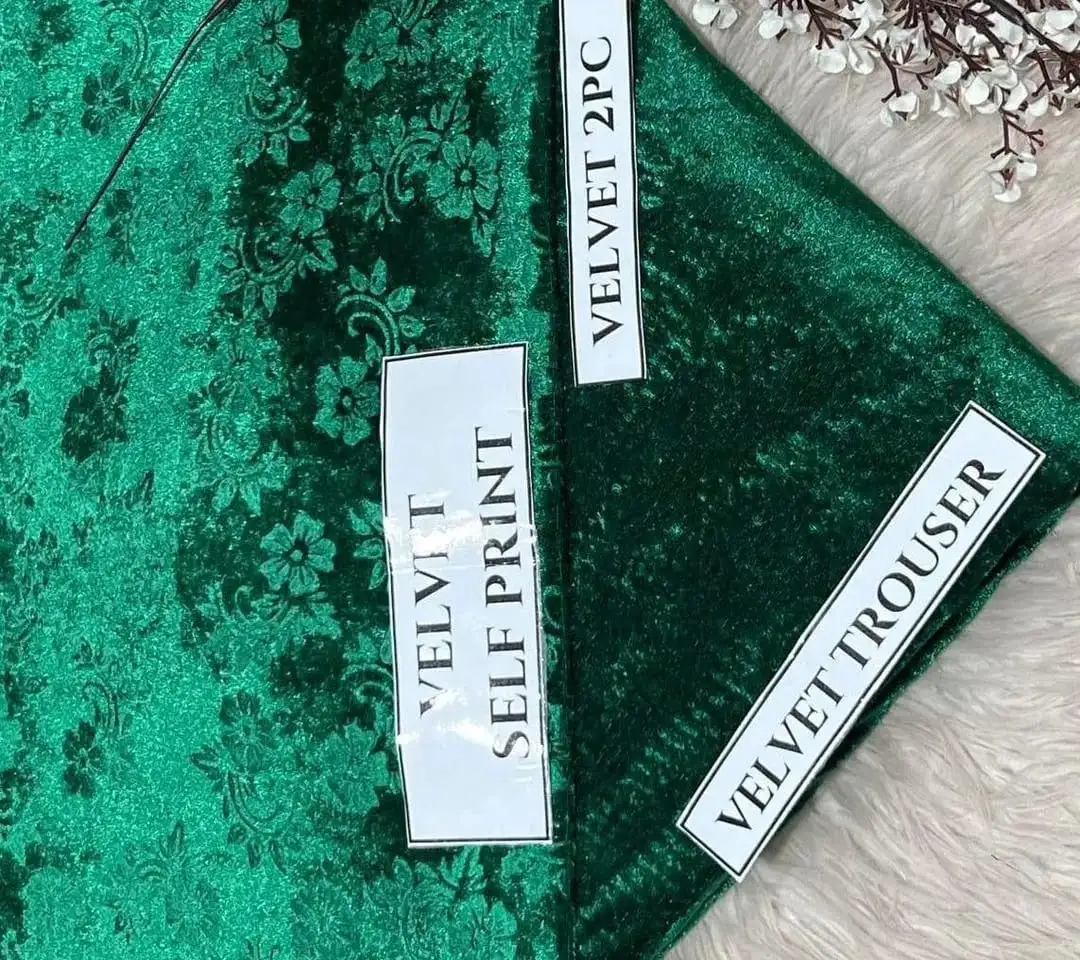 VELVET 2PC
VELVET
SELF PRINT
VELVET TROUSER